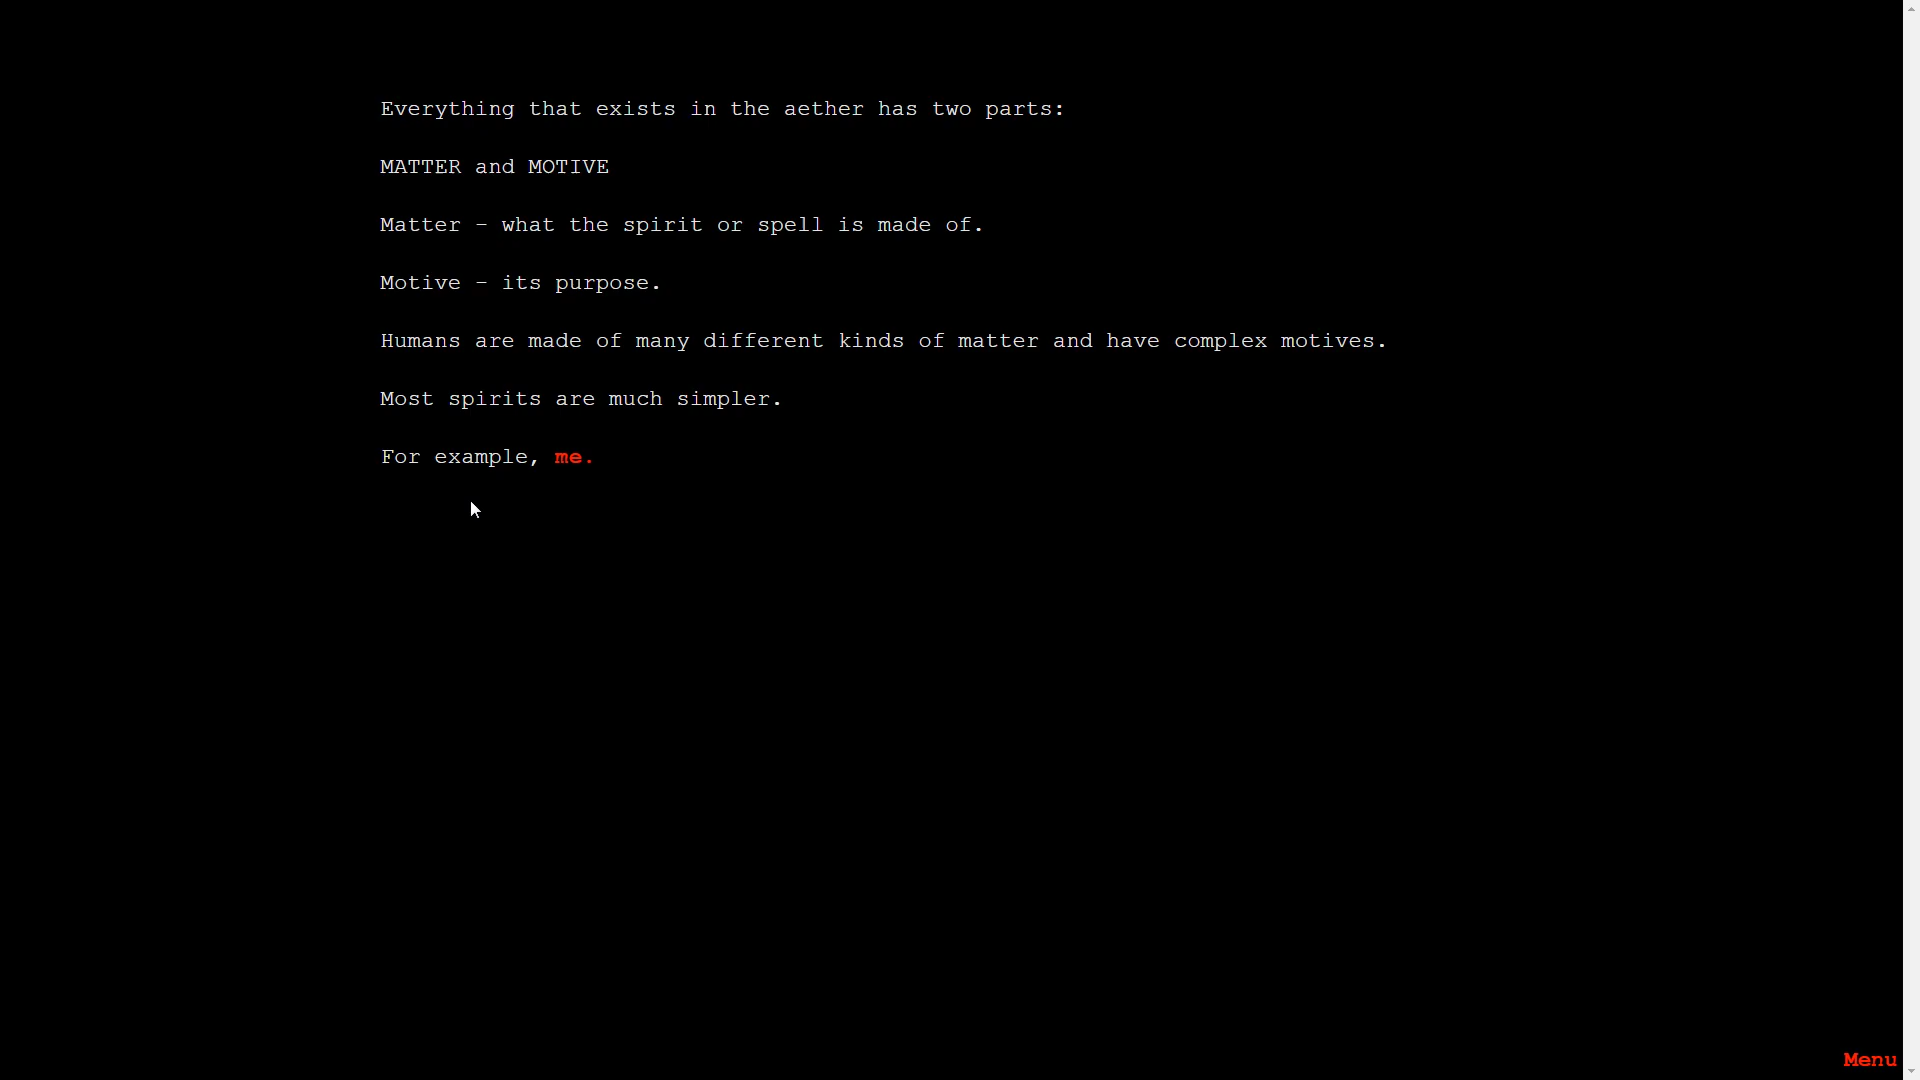 Everything that exists in the aether has two parts:
MATTER and MOTIVE
Matter - what the spirit or spell is made of.
Motive - its purpose.
Humans are made of many different kinds of matter and have complex motives.
Most spirits are much simpler.
For example, me.
Menu